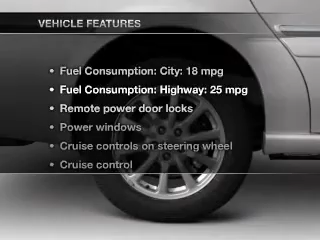 VEHICLE FEATURES
• Fuel Consumption: City: 18 mpg
• Fuel Consumption: Highway: 25 mpg
• Remote power door locks
• Power windows
• Cruise controls on steering wheel
• Cruise control